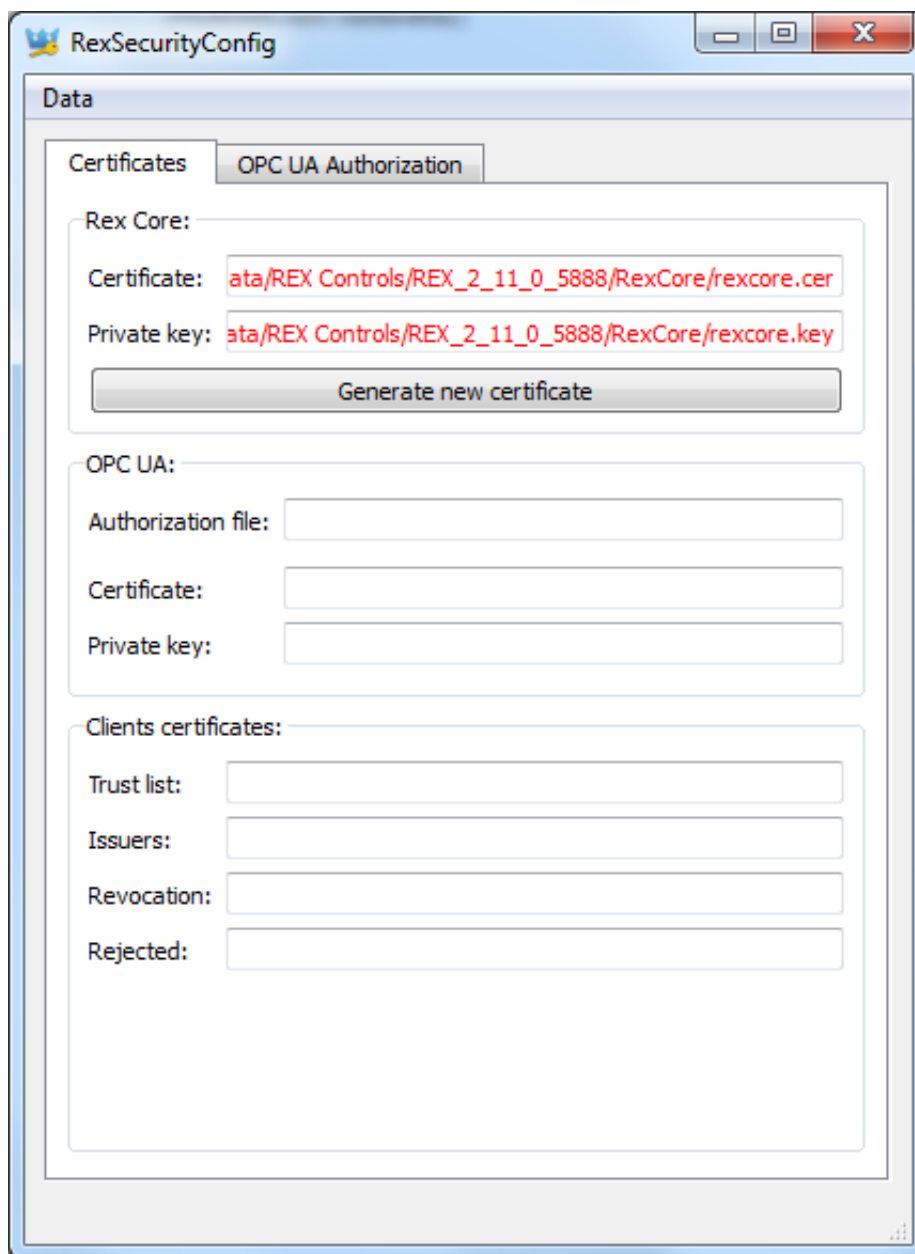 RexSecurityConfig
Data
Certificates
OPC UA Authorization
Rex Core:
Certificate: ata/REX Controls/REX_2_11_0_5888/RexCore/rexcore.cer
Private key: ata/REX Controls/REX_2_11_0_5888/RexCore/rexcore.key
Generate new certificate
OPC UA:
Authorization file:
Certificate:
Private key:
Clients certificates:
Trust list:
Issuers:
Revocation:
Rejected: